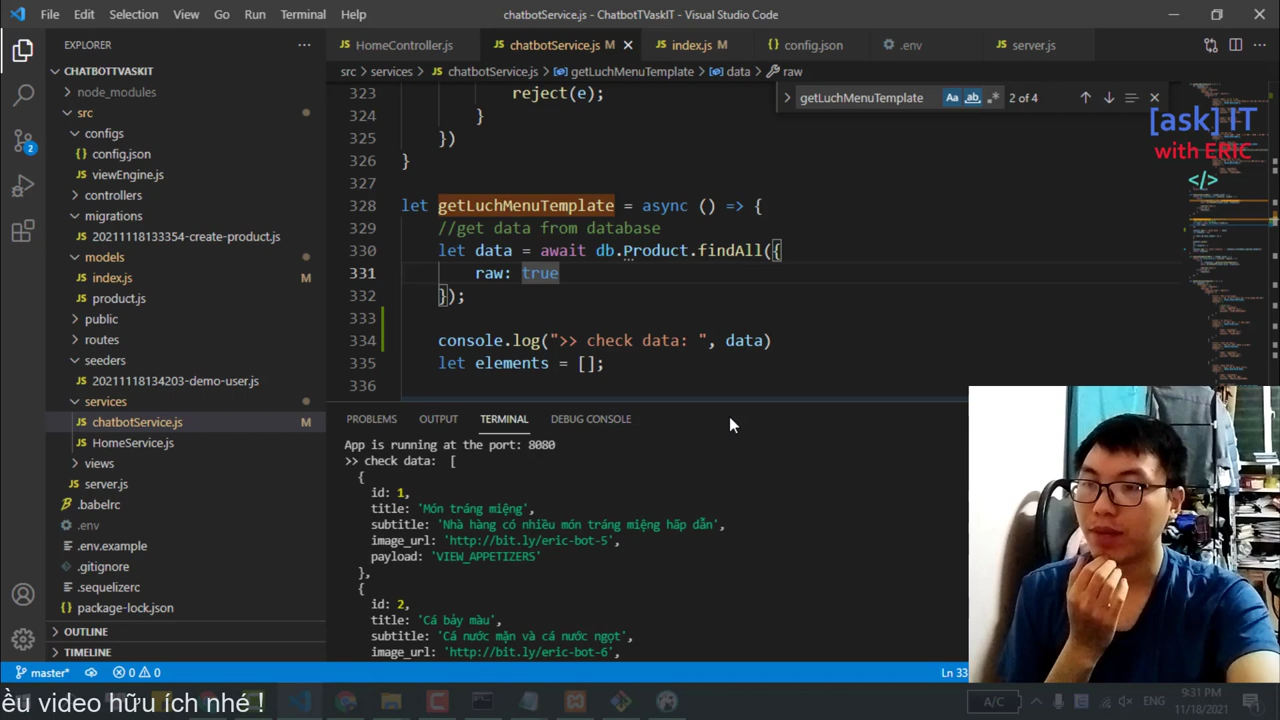 File Edit Selection View Go Run Terminal Help
chatbotService.js - ChatbotTVaskIT - Visual Studio Code
EXPLORER
HomeController.js
chatbotService.js M
index.js M
config.json
.env
server.js
CHATBOTTVASKIT
src > services > chatbotService.js > getLuchMenuTemplate > data > raw
node_modules
src
configs
config.json
viewEngine.js
controllers
migrations
20211118133354-create-product.js
models
index.js M
product.js
public
routes
seeders
20211118134203-demo-user.js
services
chatbotService.js M
HomeService.js
views
server.js
.babelrc
.env
.env.example
.gitignore
.sequelizerc
package-lock.json
OUTLINE
TIMELINE
getLuchMenuTemplate Aa ab 2 of 4
[ask] IT
with ERIC
</>
323 reject(e);
324 }
325 })
326 }
327
328 let getLuchMenuTemplate = async () => {
329 //get data from database
330 let data = await db.Product.findAll({
331 raw: true
332 });
333
334 console.log(">> check data: ", data)
335 let elements = [];
336
PROBLEMS OUTPUT TERMINAL DEBUG CONSOLE
App is running at the port: 8080
>> check data: [
{
id: 1,
title: 'Món tráng miệng',
subtitle: 'Nhà hàng có nhiều món tráng miệng hấp dẫn',
image_url: 'http://bit.ly/eric-bot-5',
payload: 'VIEW_APPETIZERS'
},
{
id: 2,
title: 'Cá bảy màu',
subtitle: 'Cá nước mặn và cá nước ngọt',
image_url: 'http://bit.ly/eric-bot-6',
2
master* 0 0
Ln 33
ều video hữu ích nhé !
A/C
ENG
9:31 PM
11/18/2021